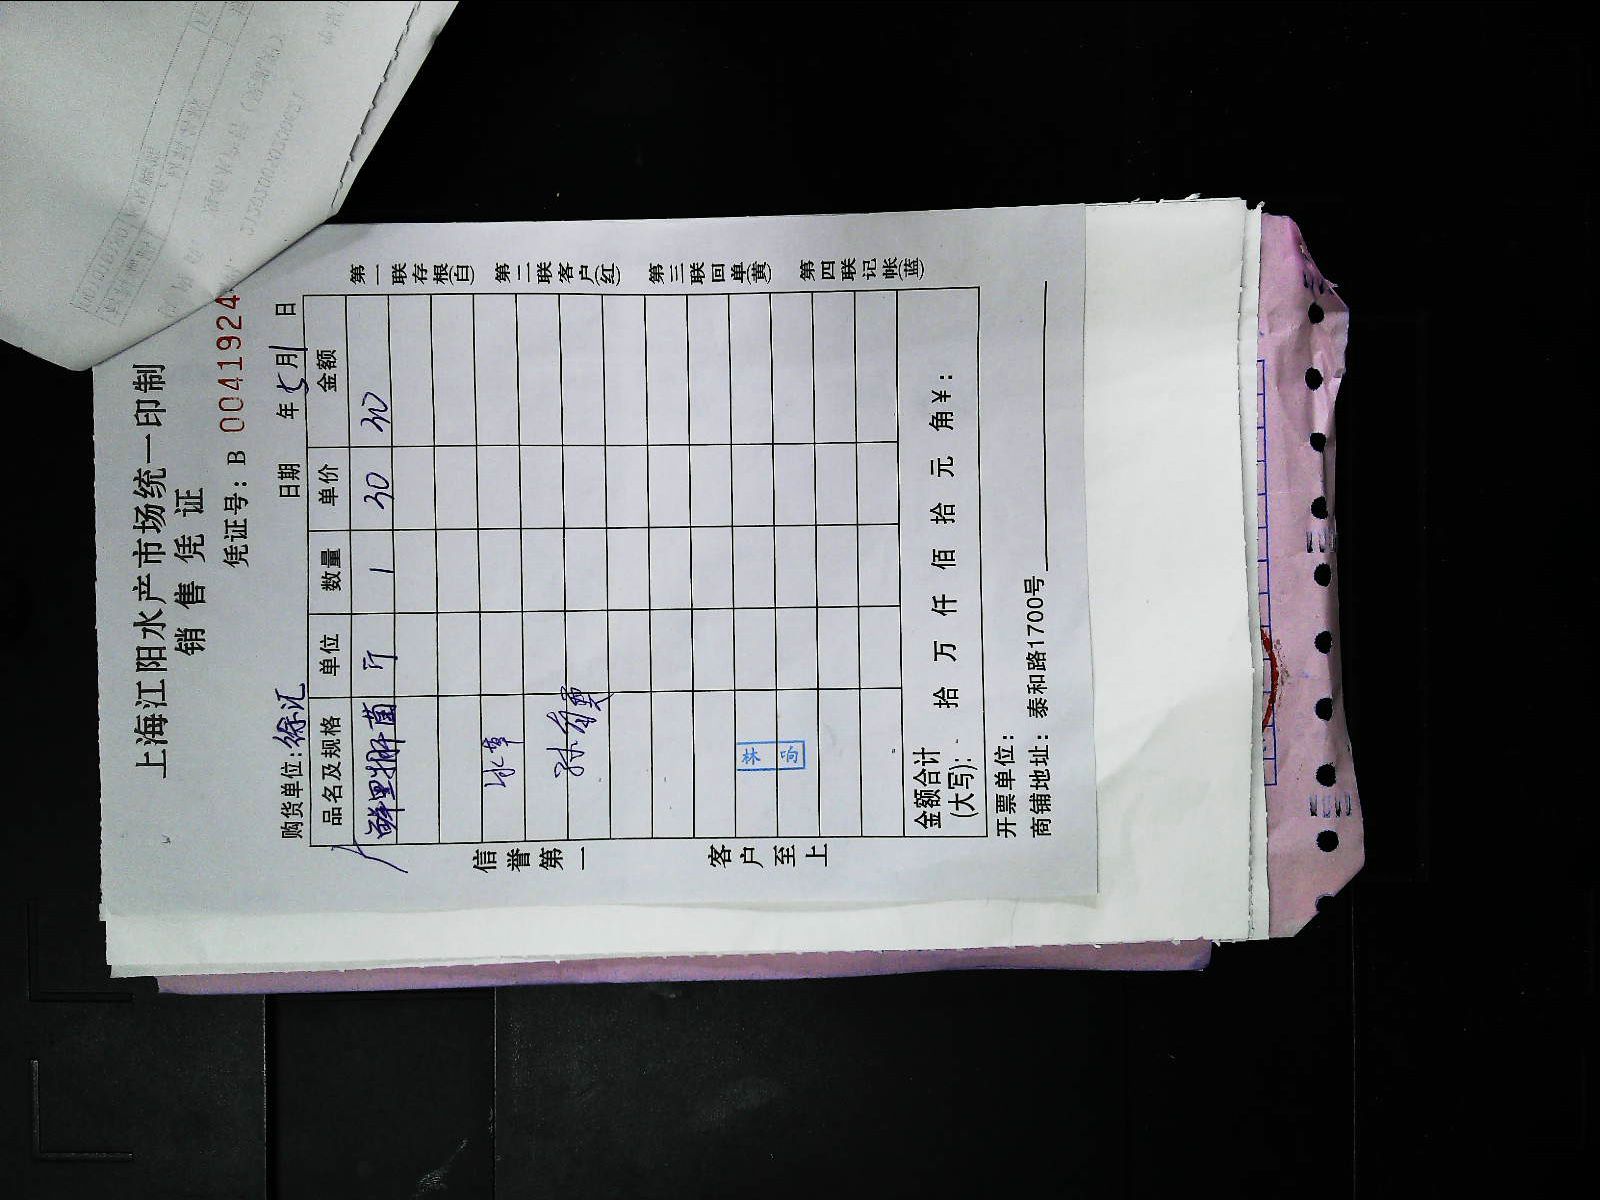 上海江阳水产市场统一印制
销售凭证
凭证号: B 0041924
购货单位:徐汇 日期 年5月1日
品名及规格 单位 数量 单价 金额
斤 1 30 30
林 响
金额合计
(大写): 拾 万 仟 佰 拾 元 角¥:
开票单位:
商铺地址: 泰和路1700号
信誉第一 客户至上
第一联存根(白) 第二联客户(红) 第三联回单(黄) 第四联记帐(蓝)